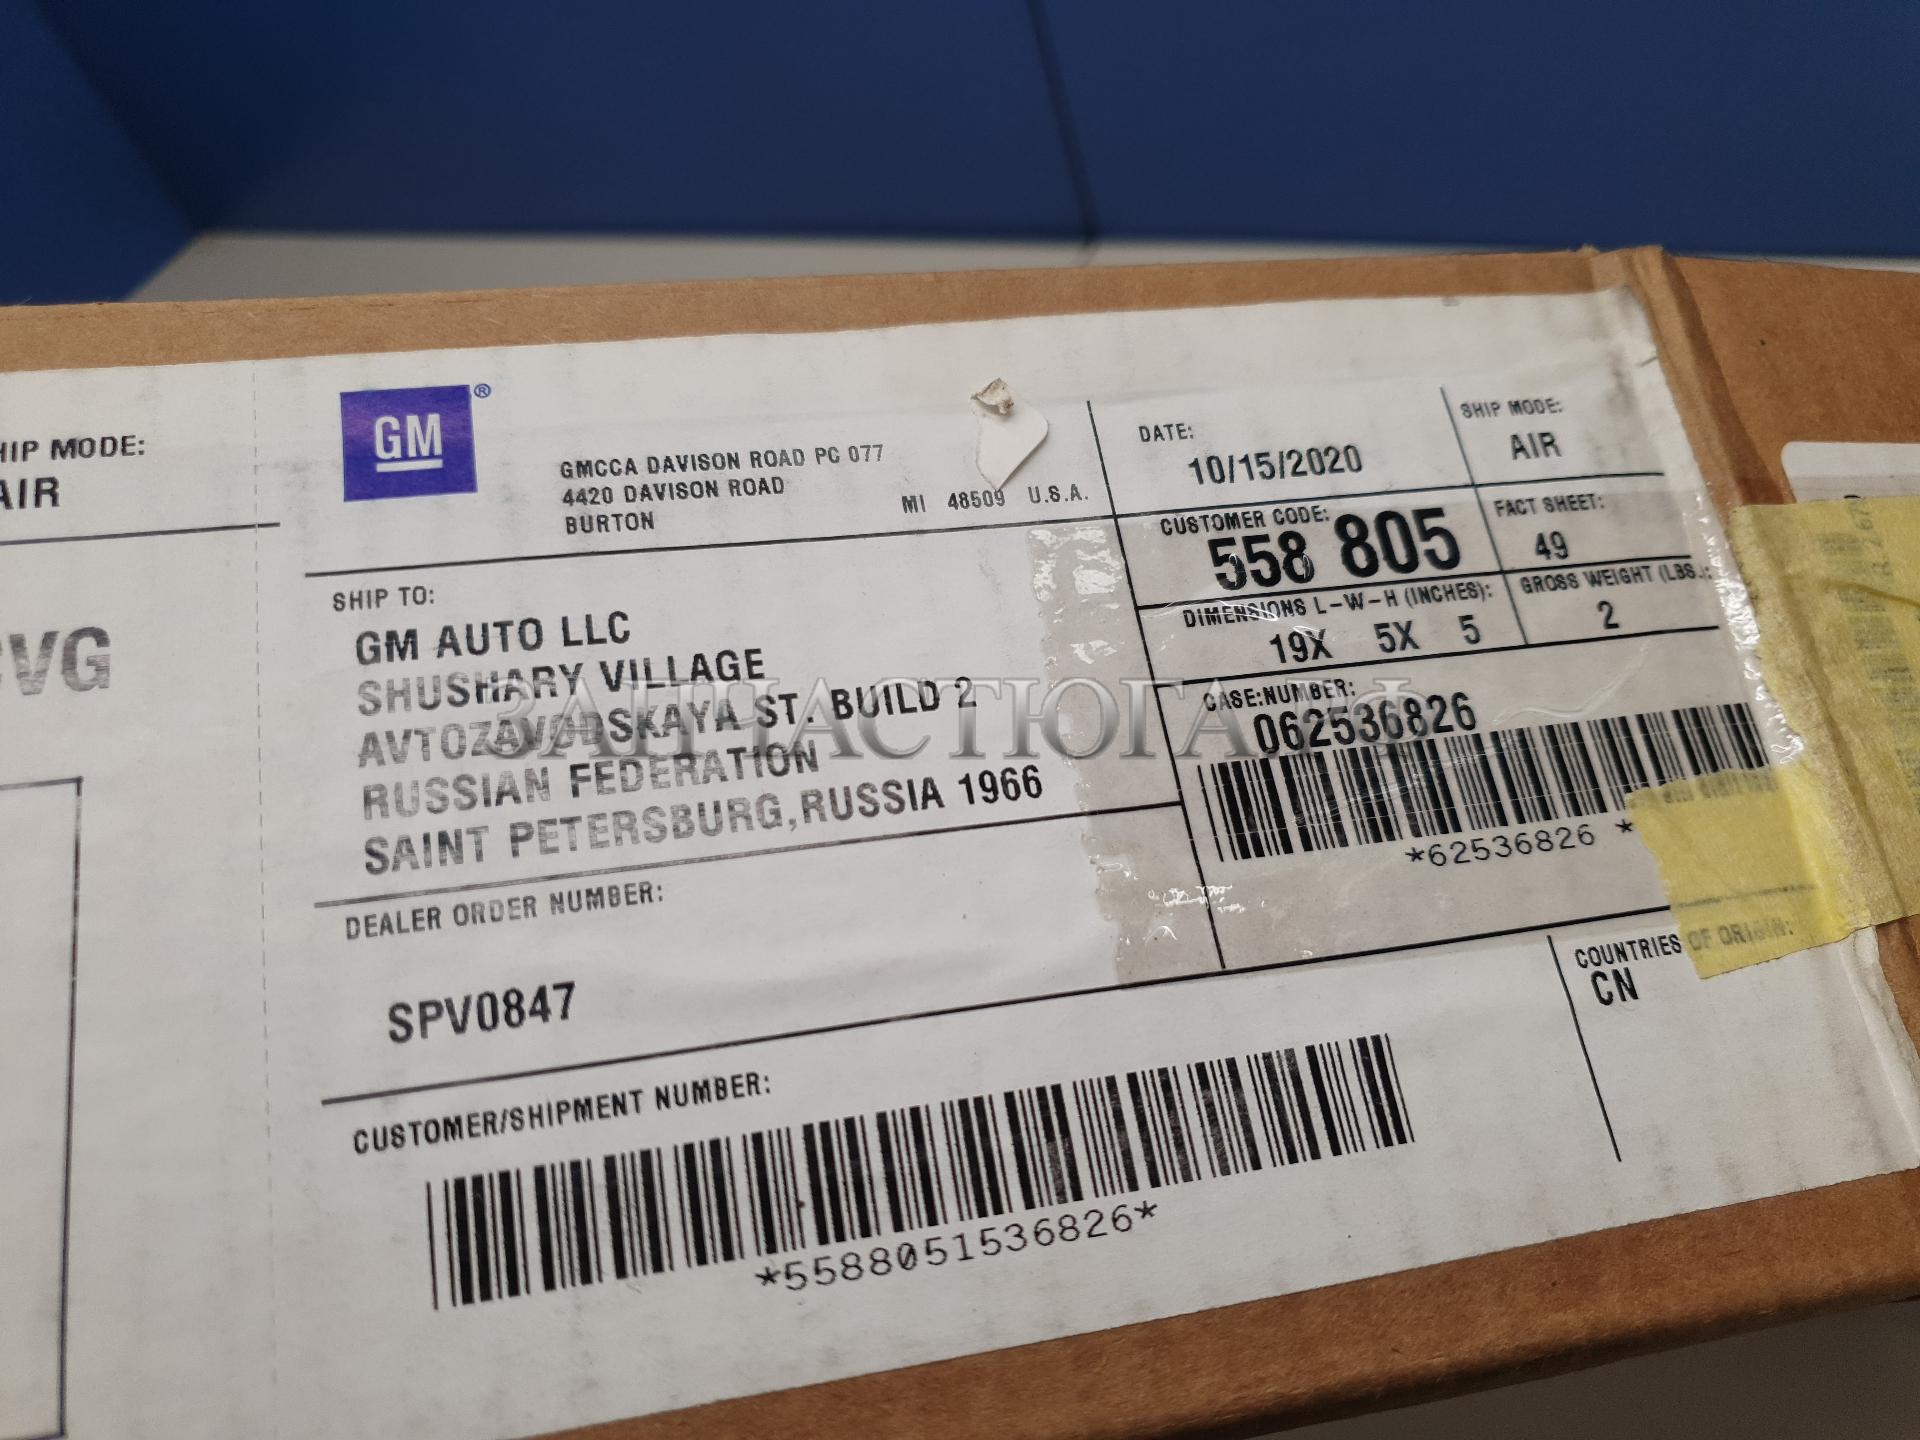 HIP MODE:
AIR
CVG
GM®
GMCCA DAVISON ROAD PC 077
4420 DAVISON ROAD
BURTON MI 48509 U.S.A.
DATE:
10/15/2020
SHIP MODE:
AIR
CUSTOMER CODE:
558 805
FACT SHEET:
49
DIMENSIONS L-W-H (INCHES):
19X 5X 5
GROSS WEIGHT (LBS.):
2
SHIP TO:
GM AUTO LLC
SHUSHARY VILLAGE
AVTOZAVODSKAYA ST. BUILD 2
RUSSIAN FEDERATION
SAINT PETERSBURG,RUSSIA 1966
CASE:NUMBER:
062536826
*62536826 *
ЗАПЧАСТЮГА.РФ
DEALER ORDER NUMBER:
SPV0847
COUNTRIES OF ORIGIN:
CN
CUSTOMER/SHIPMENT NUMBER:
*5588051536826*